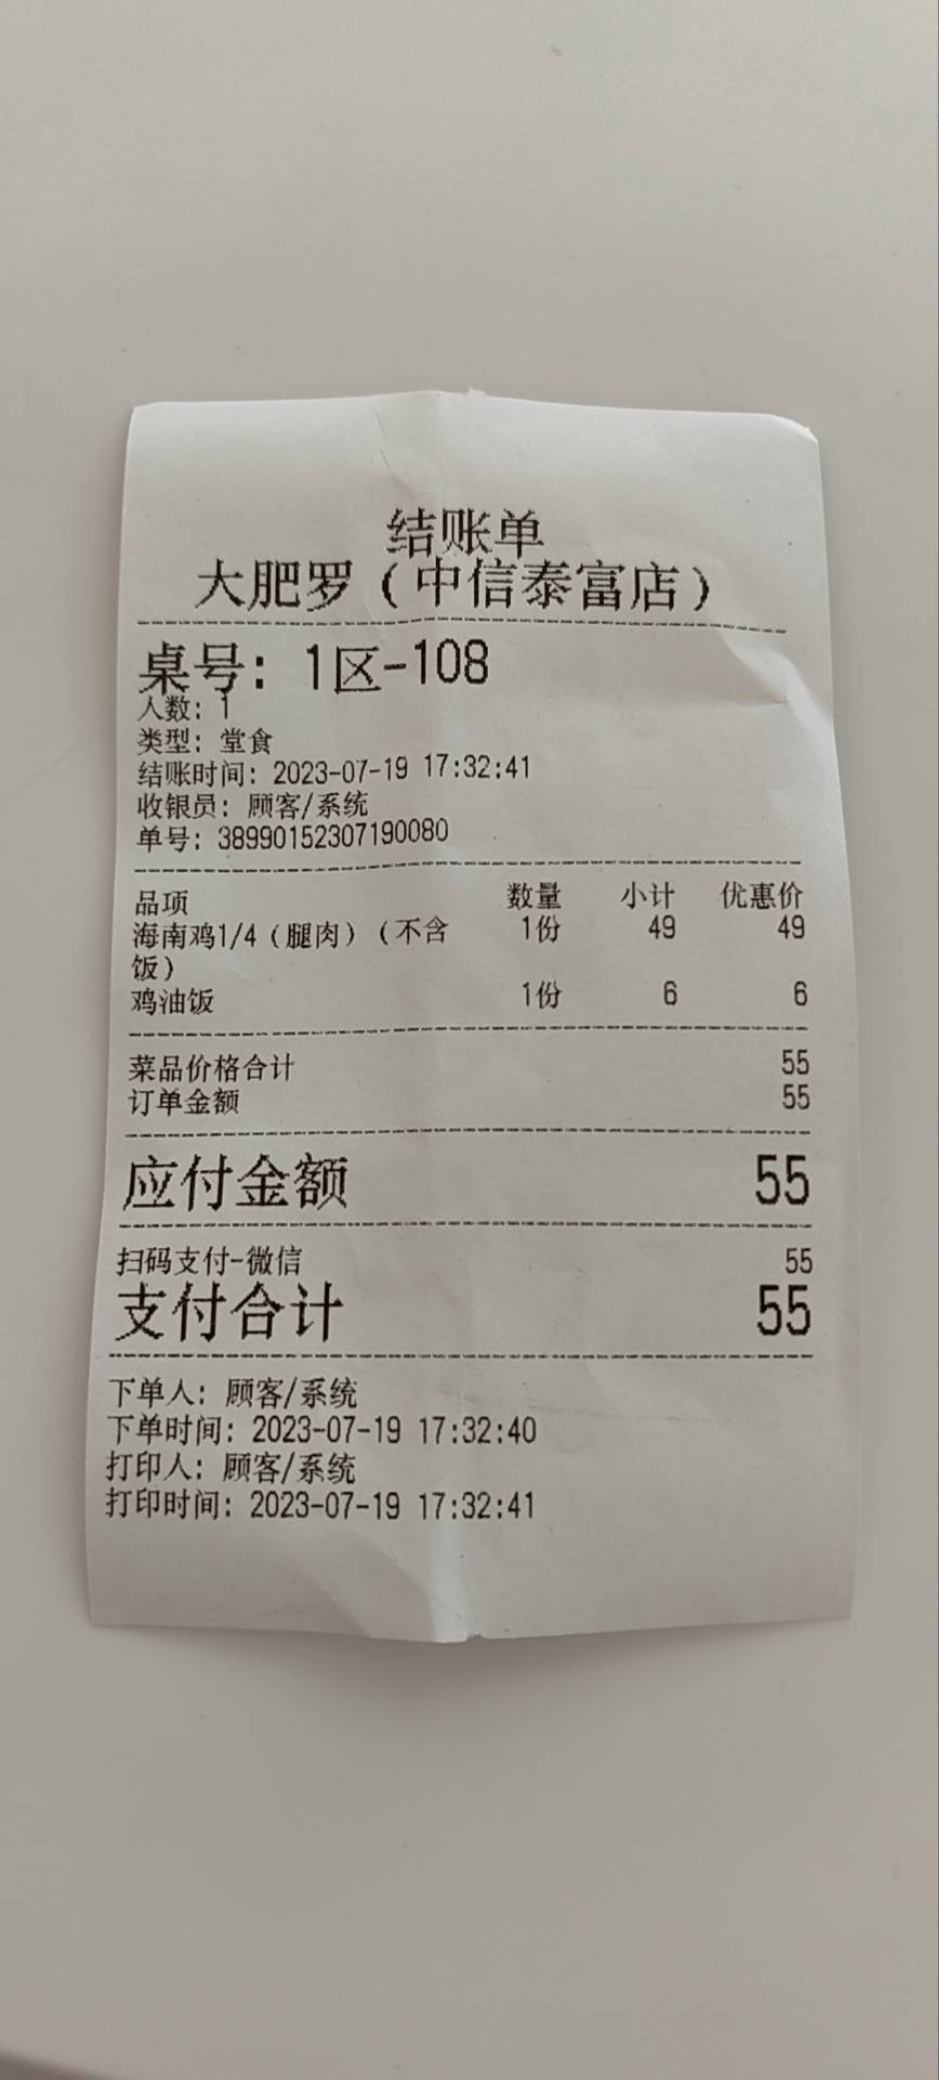 结账单
大肥罗（中信泰富店）
桌号：1区-108
人数：1
类型：堂食
结账时间：2023-07-19 17:32:41
收银员：顾客/系统
单号：38990152307190080
品项 数量 小计 优惠价
海南鸡1/4（腿肉）（不含 1份 49 49
饭）
鸡油饭 1份 6 6
菜品价格合计 55
订单金额 55
应付金额 55
扫码支付-微信 55
支付合计 55
下单人：顾客/系统
下单时间：2023-07-19 17:32:40
打印人：顾客/系统
打印时间：2023-07-19 17:32:41